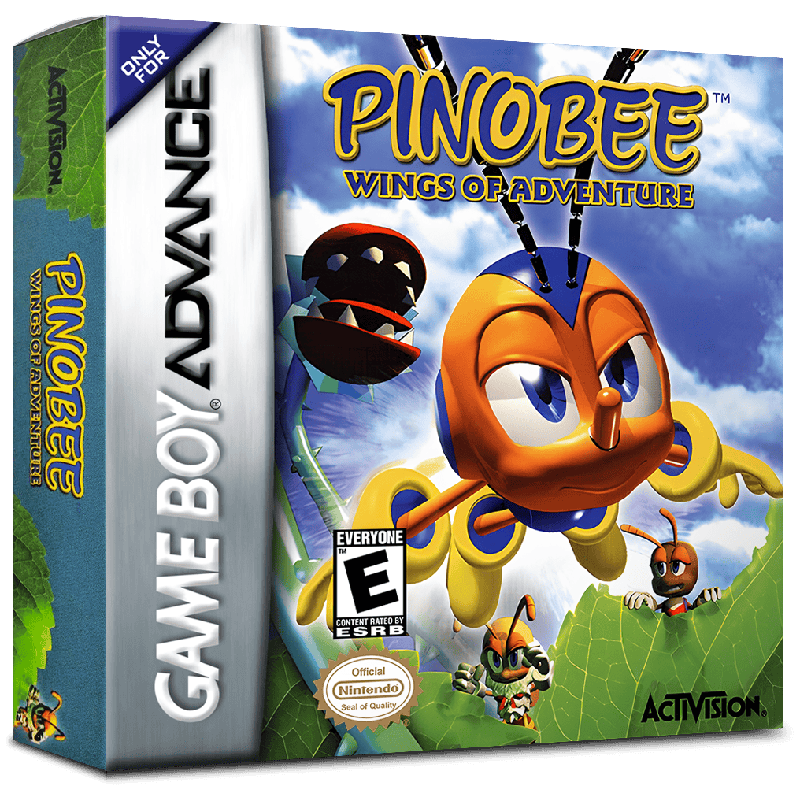 ACTIVISION.
PINOBEE
WINGS OF ADVENTURE
ONLY
FOR
GAME BOY ADVANCE
®
PINOBEE™
WINGS OF ADVENTURE
EVERYONE
™
E
CONTENT RATED BY
ESRB
Official
Nintendo
Seal of Quality
ACTIVISION®